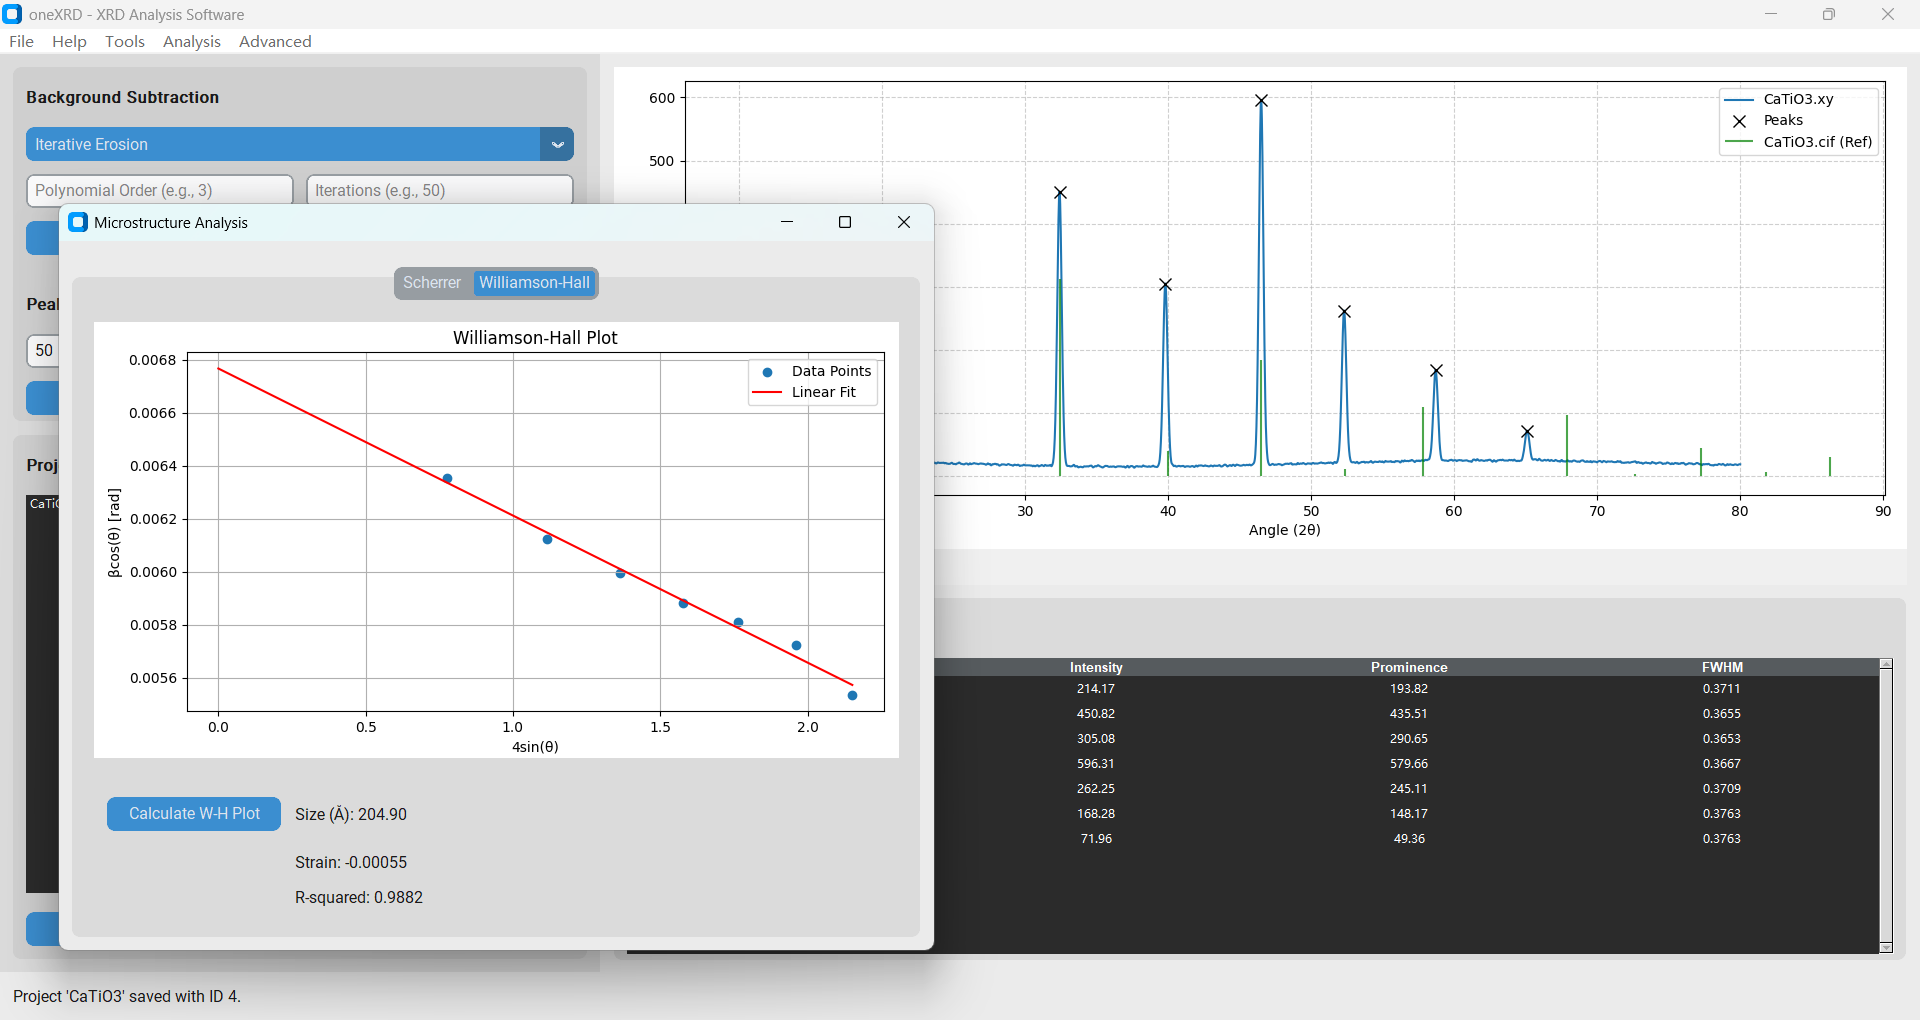 oneXRD - XRD Analysis Software
File Help Tools Analysis Advanced
Background Subtraction
Iterative Erosion
Polynomial Order (e.g., 3) Iterations (e.g., 50)
50
Microstructure Analysis
Scherrer Williamson-Hall
Williamson-Hall Plot
0.0068
0.0066
0.0064
0.0062
0.0060
0.0058
0.0056
βcos(θ) [rad]
Data Points
Linear Fit
0.0 0.5 1.0 1.5 2.0
4sin(θ)
Calculate W-H Plot
Size (Å): 204.90
Strain: -0.00055
R-squared: 0.9882
600
500
CaTiO3.xy
Peaks
CaTiO3.cif (Ref)
30 40 50 60 70 80 90
Angle (2θ)
Intensity Prominence FWHM
214.17 193.82 0.3711
450.82 435.51 0.3655
305.08 290.65 0.3653
596.31 579.66 0.3667
262.25 245.11 0.3709
168.28 148.17 0.3763
71.96 49.36 0.3763
Project 'CaTiO3' saved with ID 4.